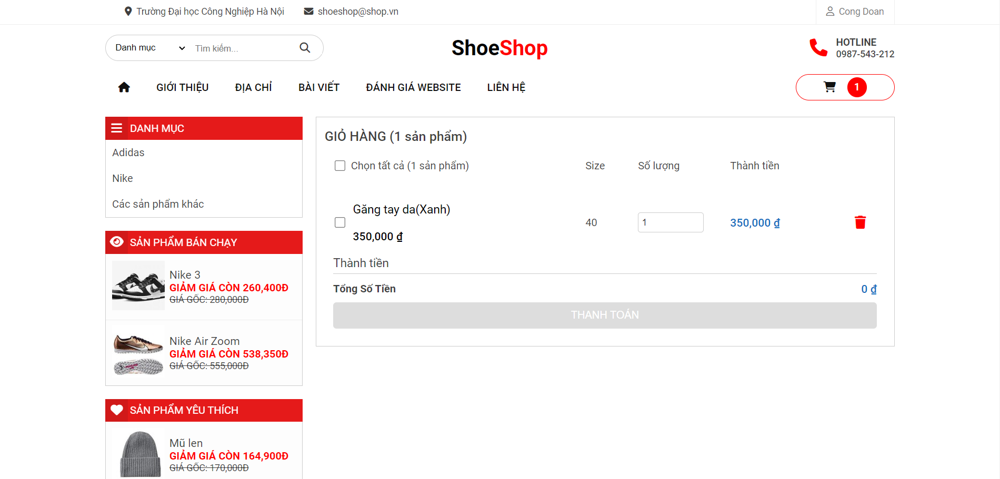 Trường Đại học Công Nghiệp Hà Nội shoeshop@shop.vn Cong Doan
Danh mục Tìm kiếm...
ShoeShop
HOTLINE
0987-543-212
GIỚI THIỆU ĐỊA CHỈ BÀI VIẾT ĐÁNH GIÁ WEBSITE LIÊN HỆ 1
DANH MỤC
Adidas
Nike
Các sản phẩm khác
SẢN PHẨM BÁN CHẠY
Nike 3
GIẢM GIÁ CÒN 260,400Đ
GIÁ GỐC: 280,000Đ
Nike Air Zoom
GIẢM GIÁ CÒN 538,350Đ
GIÁ GỐC: 555,000Đ
SẢN PHẨM YÊU THÍCH
Mũ len
GIẢM GIÁ CÒN 164,900Đ
GIÁ GỐC: 170,000Đ
GIỎ HÀNG (1 sản phẩm)
Chọn tất cả (1 sản phẩm) Size Số lượng Thành tiền
Găng tay da(Xanh)
350,000 ₫
40 1 350,000 ₫
Thành tiền
Tổng Số Tiền 0 ₫
THANH TOÁN